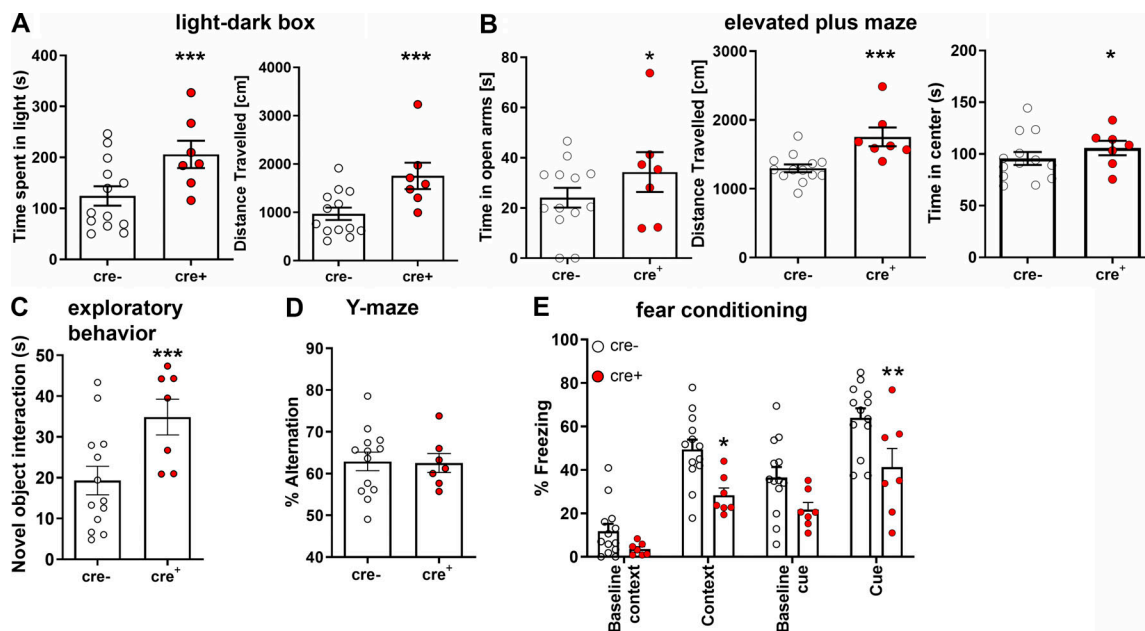 A light-dark box
Time spent in light (s)
400
300
200
100
0
***
cre- cre+
Distance Travelled [cm]
4000
3000
2000
1000
0
***
cre- cre+
B elevated plus maze
Time in open arms [s]
80
60
40
20
0
*
cre- cre+
Distance Travelled [cm]
3000
2000
1000
0
***
cre- cre+
Time in center (s)
200
150
100
50
0
*
cre- cre+
C exploratory
behavior
Novel object interaction (s)
50
40
30
20
10
0
***
cre- cre+
D Y-maze
% Alternation
90
80
70
60
50
40
cre- cre+
E fear conditioning
cre-
cre+
% Freezing
100
80
60
40
20
0
*
**
Baseline
context
Context
Baseline
cue
Cue